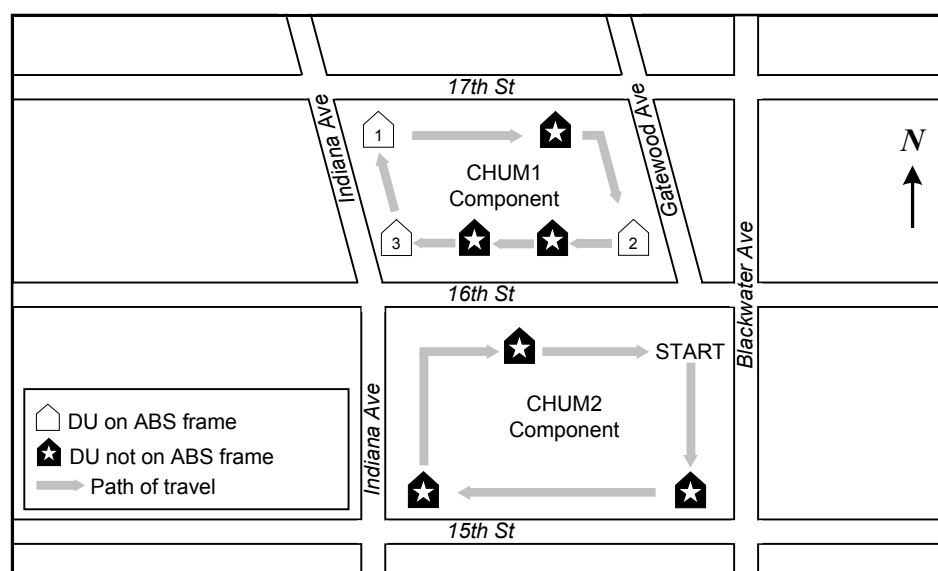 17th St
Indiana Ave
Gatewood Ave
N
1
CHUM1
Component
3
2
16th St
Blackwater Ave
START
CHUM2
Component
Indiana Ave
DU on ABS frame
DU not on ABS frame
Path of travel
15th St